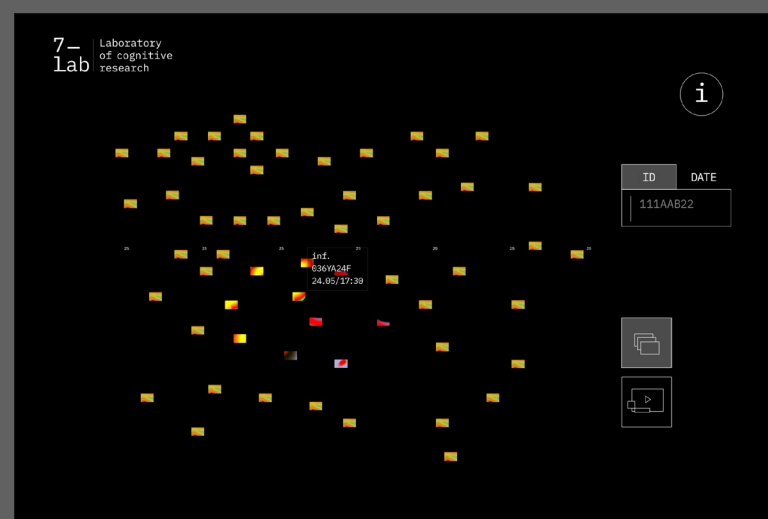 7—
lab
Laboratory
of cognitive
research
i
ID
DATE
111AAB22
inf.
036YA24F
24.05/17:30